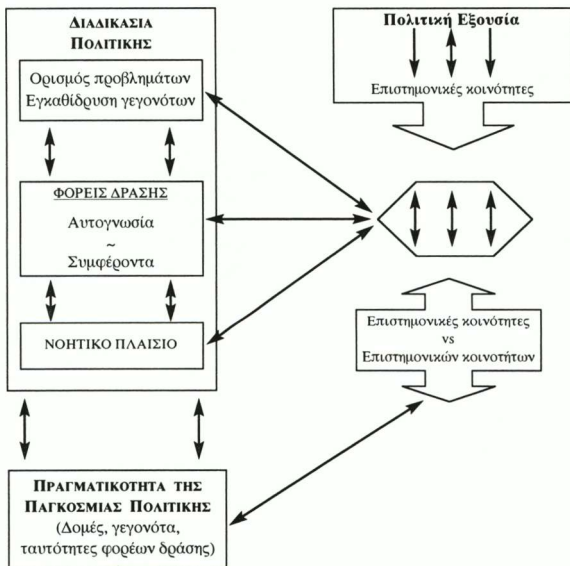 ΔΙΑΔΙΚΑΣΙΑ
ΠΟΛΙΤΙΚΗΣ
Ορισμός προβλημάτων
Εγκαθίδρυση γεγονότων
ΦΟΡΕΙΣ ΔΡΑΣΗΣ
Αυτογνωσία
~
Συμφέροντα
ΝΟΗΤΙΚΟ ΠΛΑΙΣΙΟ
ΠΡΑΓΜΑΤΙΚΟΤΗΤΑ ΤΗΣ
ΠΑΓΚΟΣΜΙΑΣ ΠΟΛΙΤΙΚΗΣ
(Δομές, γεγονότα,
ταυτότητες φορέων δράσης)
Πολιτική Εξουσία
Επιστημονικές κοινότητες
Επιστημονικές κοινότητες
vs
Επιστημονικών κοινοτήτων